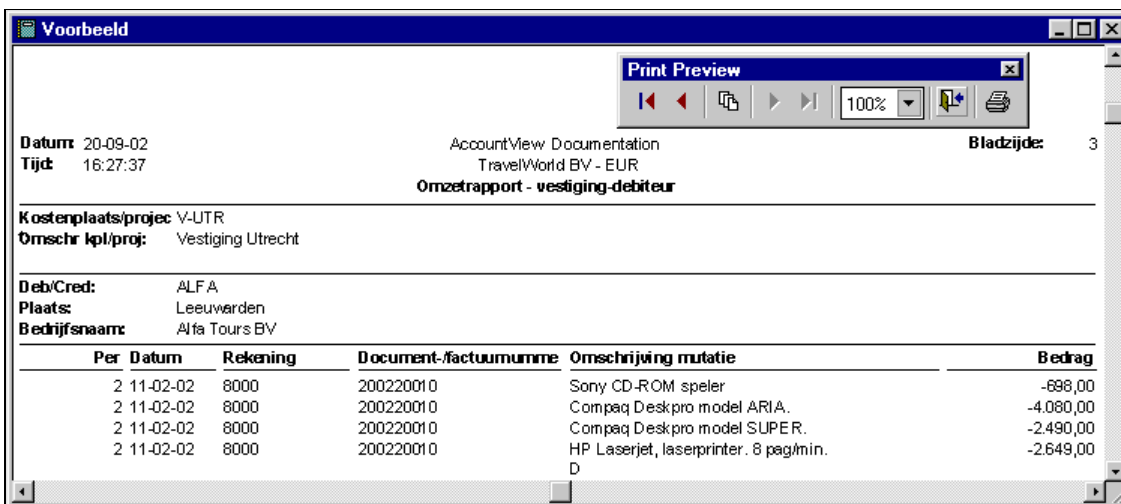 Voorbeeld
Print Preview
100%
Datum: 20-09-02 AccountView Documentation Bladzijde: 3
Tijd: 16:27:37 TravelWorld BV - EUR
Omzetrapport - vestiging-debiteur
Kostenplaats/projec V-UTR
Omschr kpl/proj: Vestiging Utrecht
Deb/Cred: ALFA
Plaats: Leeuwarden
Bedrijfsnaam: Alfa Tours BV
Per Datum Rekening Document-/factuurnumme Omschrijving mutatie Bedrag
2 11-02-02 8000 200220010 Sony CD-ROM speler -698,00
2 11-02-02 8000 200220010 Compaq Deskpro model ARIA. -4.080,00
2 11-02-02 8000 200220010 Compaq Deskpro model SUPER. -2.490,00
2 11-02-02 8000 200220010 HP Laserjet, laserprinter. 8 pag/min. -2.649,00
D